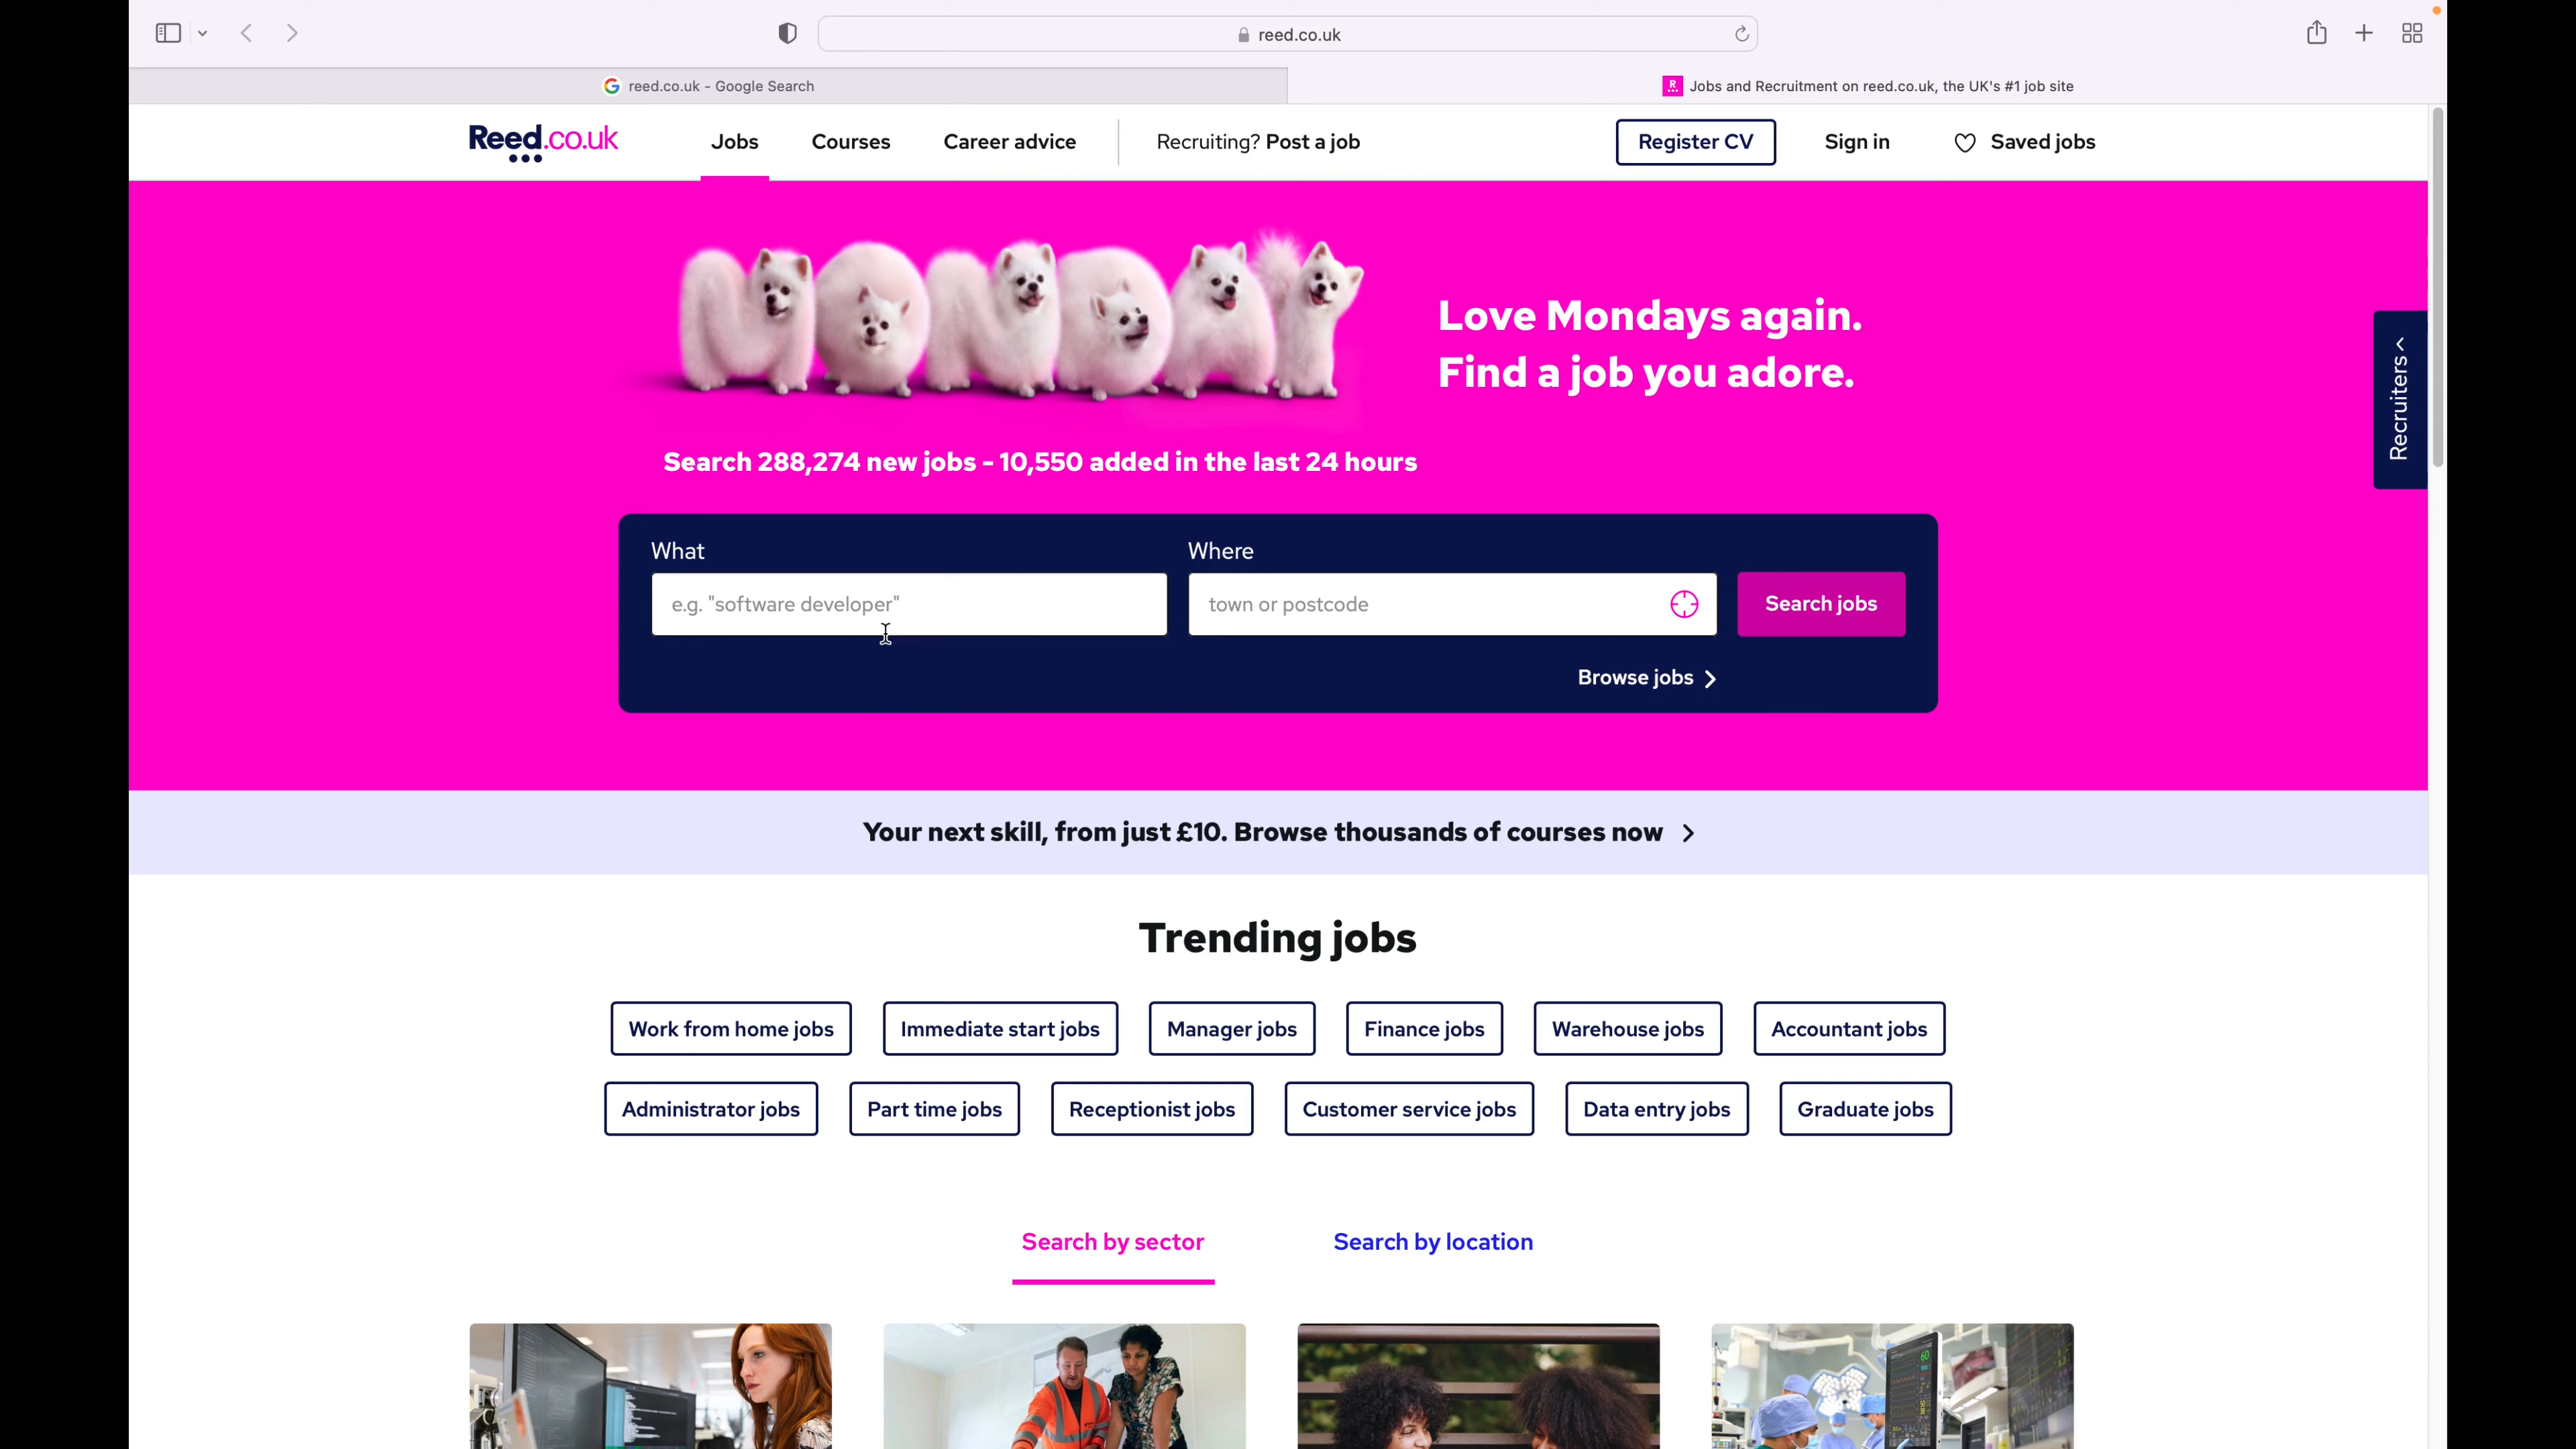 reed.co.uk
reed.co.uk - Google Search
Jobs and Recruitment on reed.co.uk, the UK's #1 job site
Reed.co.uk Jobs Courses Career advice Recruiting? Post a job Register CV Sign in Saved jobs
MONDAY
Love Mondays again.
Find a job you adore.
Recruiters
Search 288,274 new jobs - 10,550 added in the last 24 hours
What Where
e.g. "software developer" town or postcode Search jobs
Browse jobs
Your next skill, from just £10. Browse thousands of courses now
Trending jobs
Work from home jobs Immediate start jobs Manager jobs Finance jobs Warehouse jobs Accountant jobs
Administrator jobs Part time jobs Receptionist jobs Customer service jobs Data entry jobs Graduate jobs
Search by sector Search by location